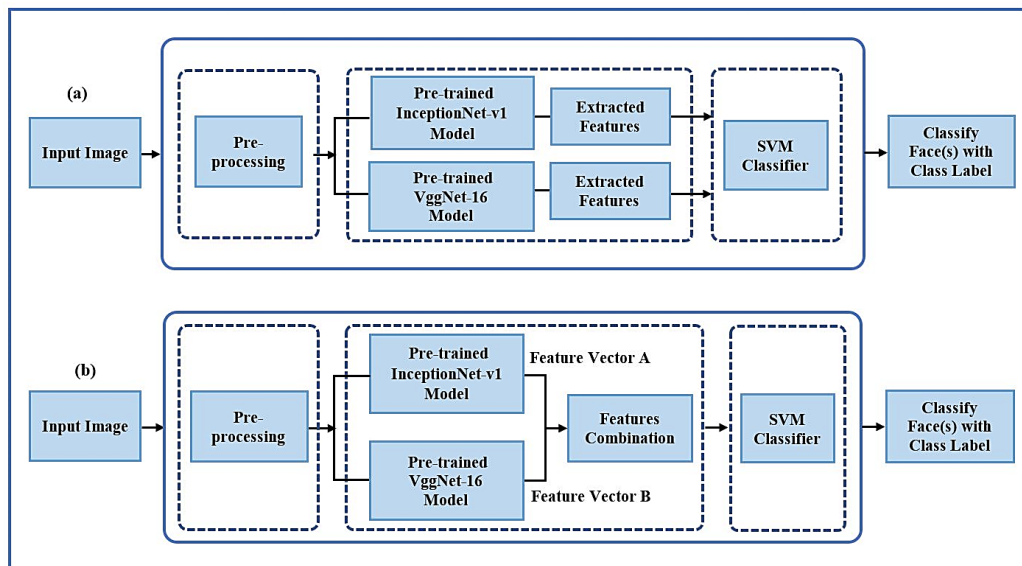 (a)
Input Image
Pre-
processing
Pre-trained
InceptionNet-v1
Model
Extracted
Features
Pre-trained
VggNet-16
Model
Extracted
Features
SVM
Classifier
Classify
Face(s) with
Class Label
(b)
Input Image
Pre-
processing
Pre-trained
InceptionNet-v1
Model
Feature Vector A
Pre-trained
VggNet-16
Model
Feature Vector B
Features
Combination
SVM
Classifier
Classify
Face(s) with
Class Label